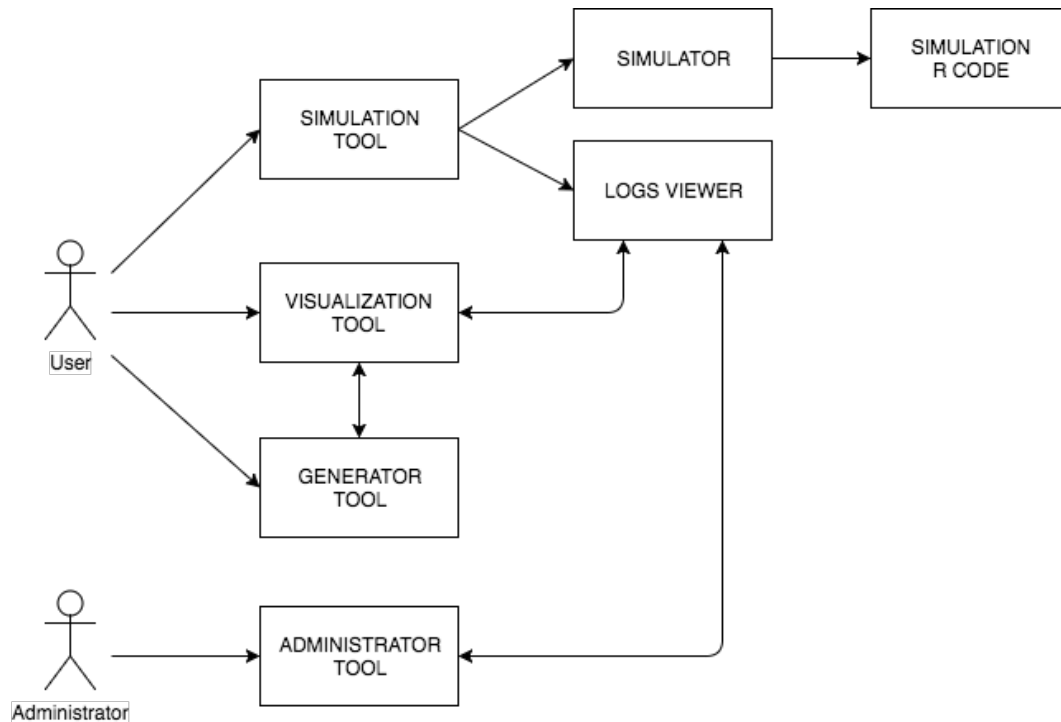 SIMULATOR
SIMULATION
R CODE
SIMULATION
TOOL
LOGS VIEWER
VISUALIZATION
TOOL
User
GENERATOR
TOOL
ADMINISTRATOR
TOOL
Administrator